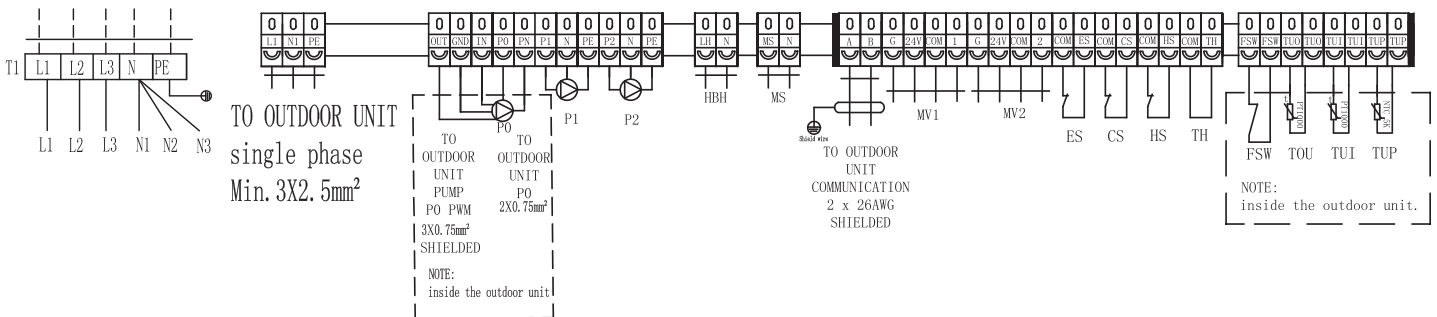 T1 L1 L2 L3 N PE
L1 L2 L3 N1 N2 N3
0 0 0
L1 N1 PE
TO OUTDOOR UNIT
single phase
Min. 3X2.5mm²
0 0 0 0 0 0 0 0 0 0 0
OUT GND IN P0 PN P1 N PE P2 N PE
P0 P1 P2
TO
OUTDOOR
UNIT
PUMP
PO PWM
3X0.75mm²
SHIELDED
TO
OUTDOOR
UNIT
PO
2X0.75mm²
NOTE:
inside the outdoor unit
0 0
LH N
HBH
0 0
MS N
MS
0 0 0 0 0 0 0 0 0 0 0 0 0 0 0 0 0 0
A B G 24V COM 1 G 24V COM 2 COM ES COM CS COM HS COM TH
Shield wire
MV1 MV2 ES CS HS TH
TO OUTDOOR
UNIT
COMMUNICATION
2 x 26AWG
SHIELDED
0 0 0 0 0 0 0 0
FSW FSW TUO TUO TUI TUI TUP TUP
t PT1000 t PT1000 NTC 5K
FSW TOU TUI TUP
NOTE:
inside the outdoor unit.